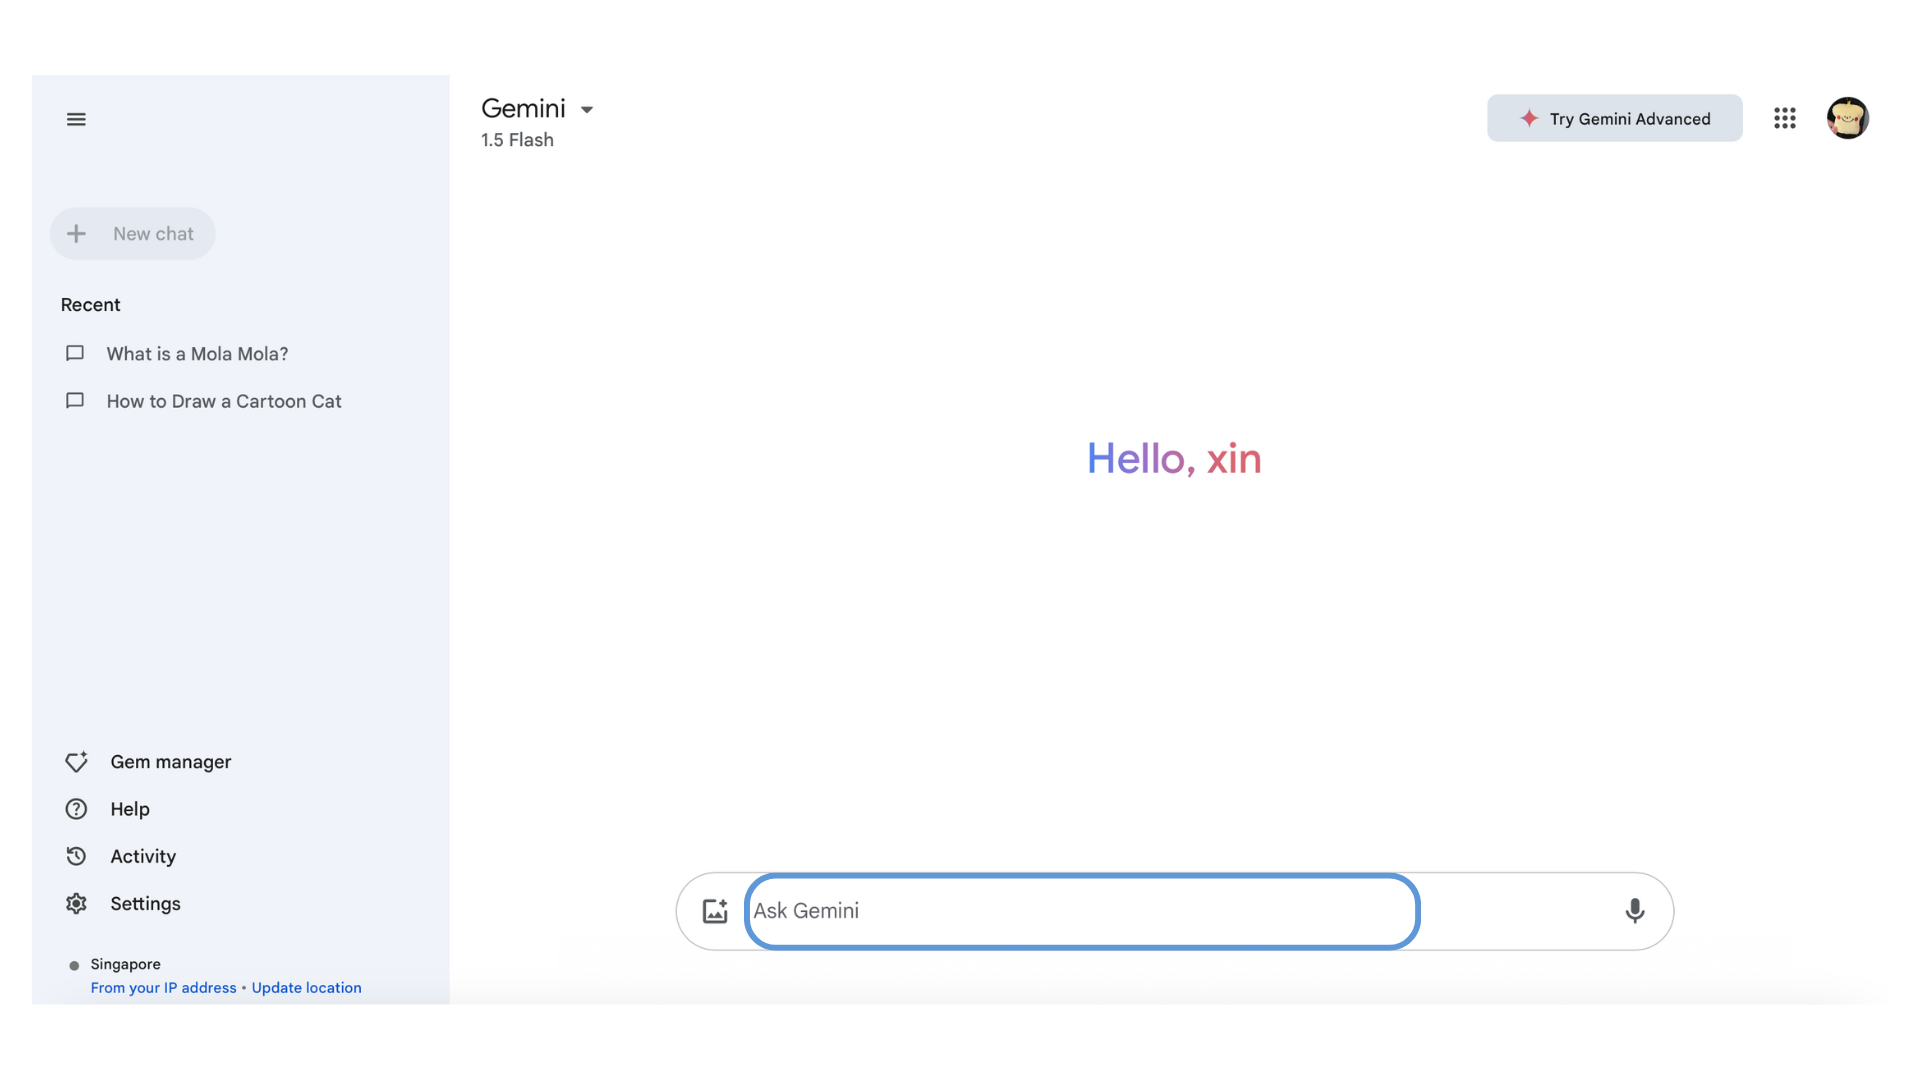 Gemini
1.5 Flash
Try Gemini Advanced
New chat
Recent
What is a Mola Mola?
How to Draw a Cartoon Cat
Hello, xin
Gem manager
Help
Activity
Settings
Ask Gemini
Singapore
From your IP address • Update location